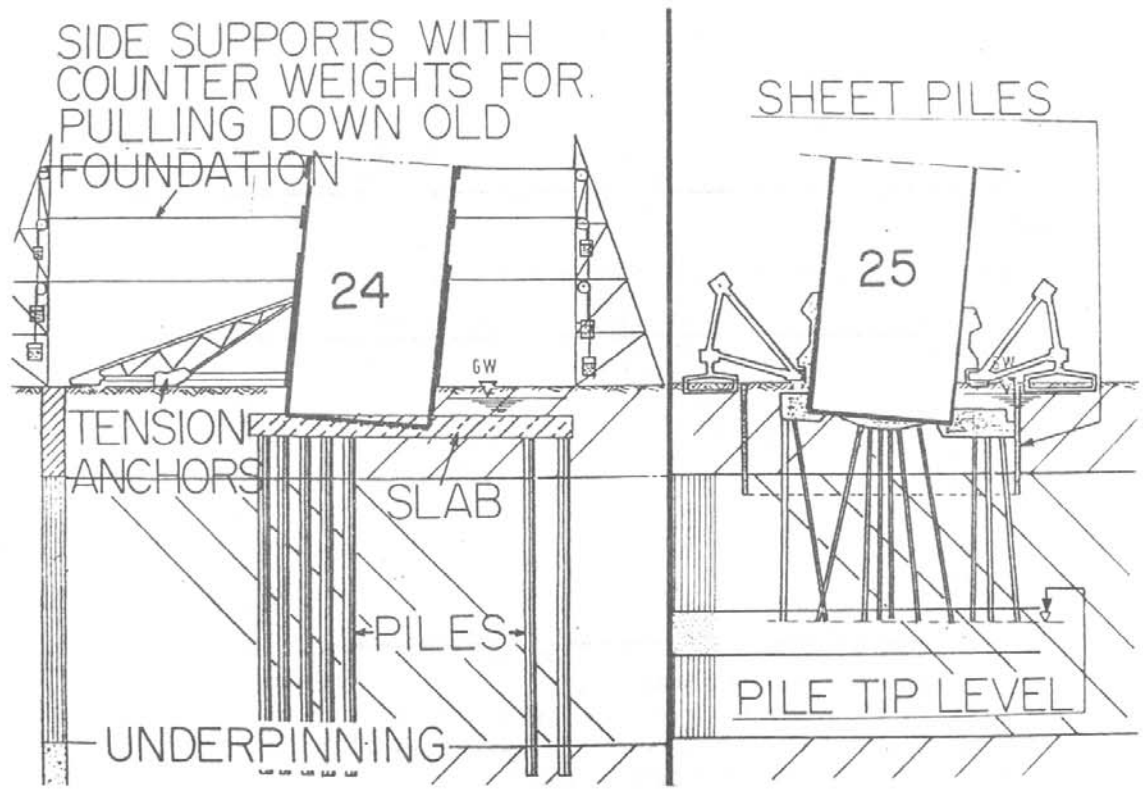 SIDE SUPPORTS WITH
COUNTER WEIGHTS FOR
PULLING DOWN OLD
FOUNDATION
24
GW
TENSION
ANCHORS
SLAB
PILES
UNDERPINNING
SHEET PILES
25
GW
PILE TIP LEVEL